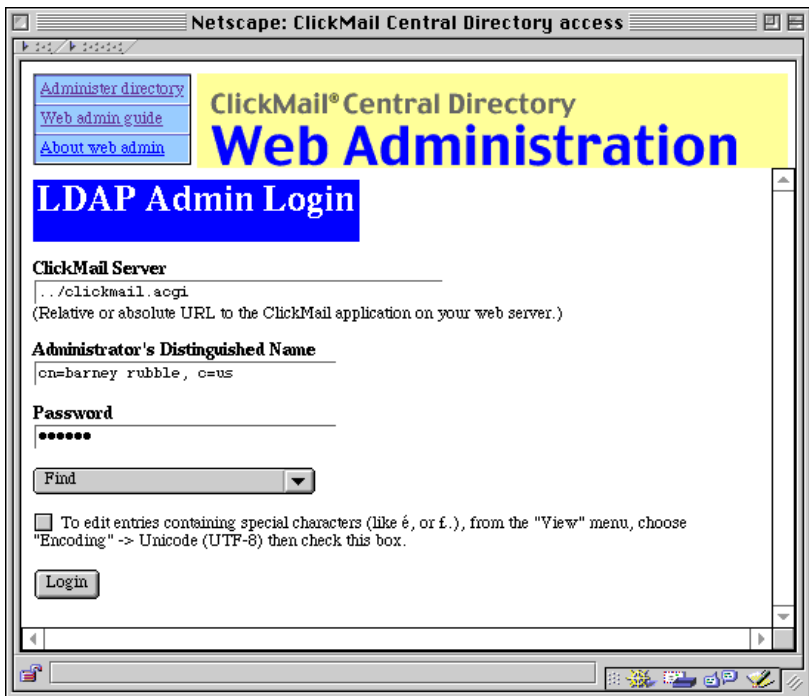 Netscape: ClickMail Central Directory access
Administer directory
Web admin guide
About web admin
ClickMail® Central Directory
Web Administration
LDAP Admin Login
ClickMail Server
../clickmail.acgi
(Relative or absolute URL to the ClickMail application on your web server.)
Administrator's Distinguished Name
cn=barney rubble, c=us
Password
••••••
Find
To edit entries containing special characters (like é, or £..), from the "View" menu, choose
"Encoding" -> Unicode (UTF-8) then check this box.
Login